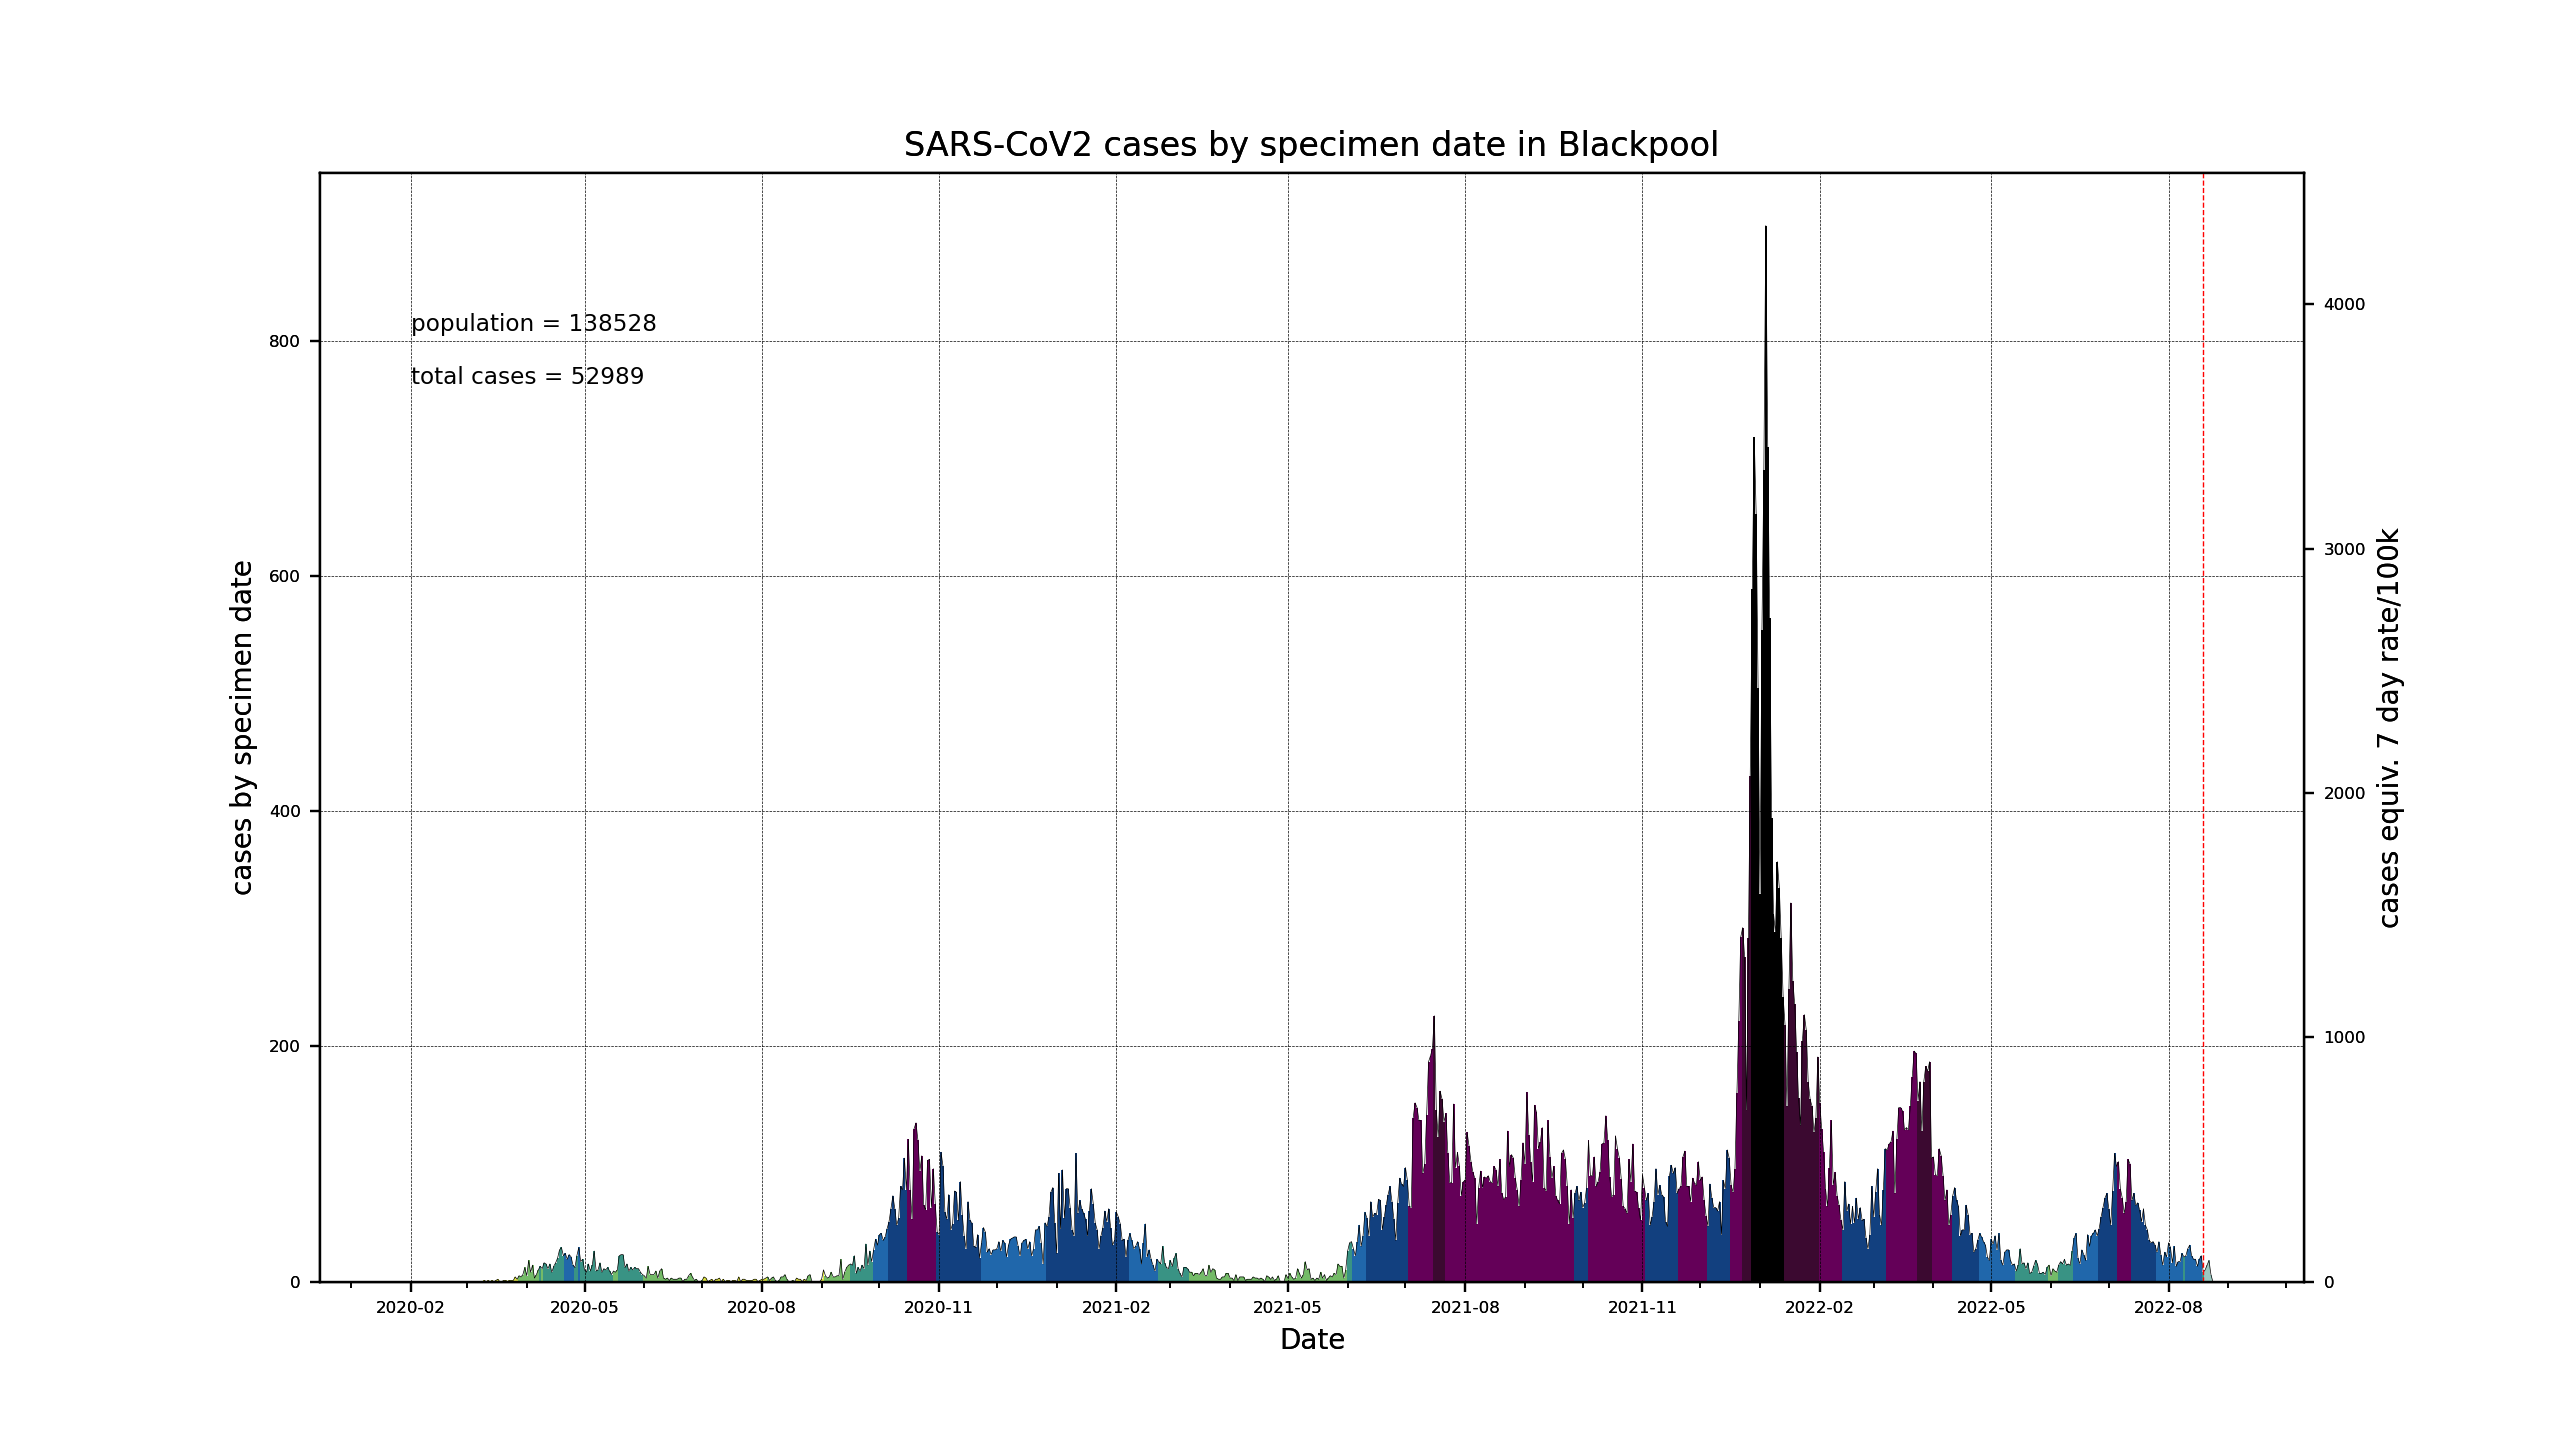 SARS-CoV2 cases by specimen date in Blackpool
population = 138528
total cases = 52989
cases by specimen date
800
600
400
200
0
4000
3000
2000
1000
0
cases equiv. 7 day rate/100k
2020-02 2020-05 2020-08 2020-11 2021-02 2021-05 2021-08 2021-11 2022-02 2022-05 2022-08
Date